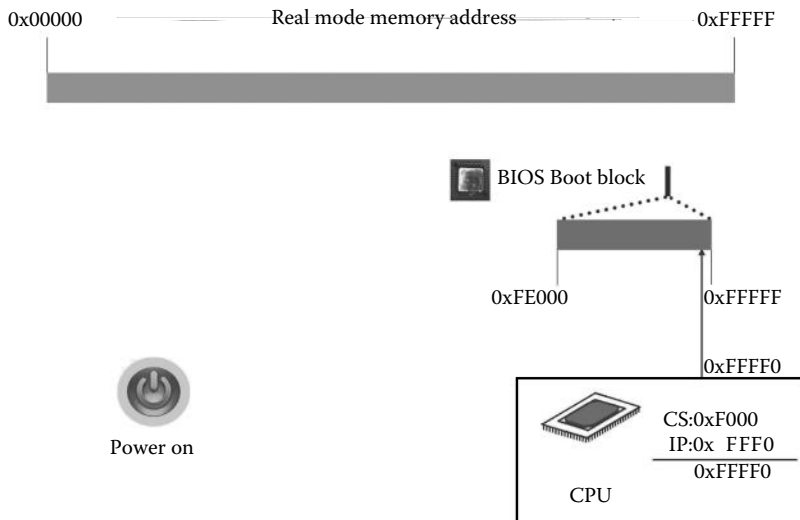 0x00000
Real mode memory address
0xFFFFF
BIOS Boot block
0xFE000
0xFFFFF
0xFFFF0
Power on
CS:0xF000
IP:0x FFF0
0xFFFF0
CPU